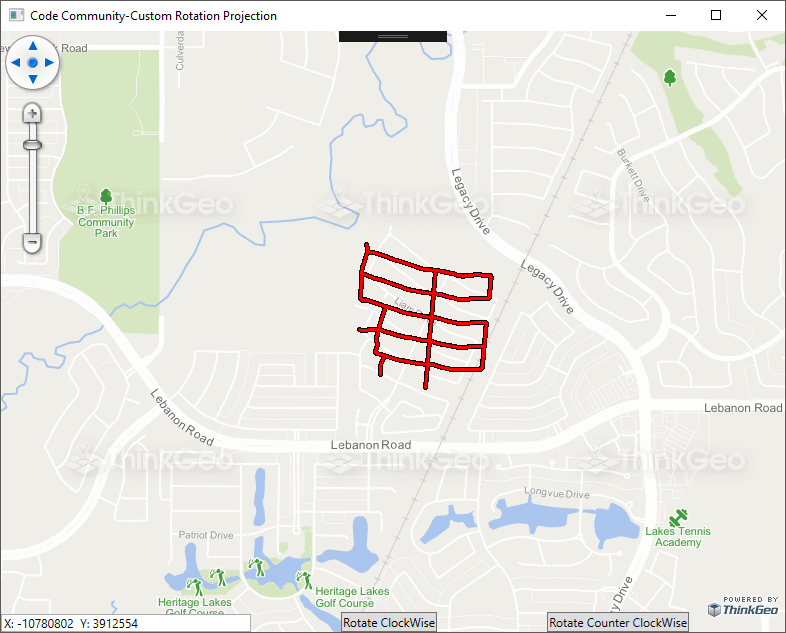 Code Community-Custom Rotation Projection
Road
Culverda
Burkett Drive
Legacy Drive
ThinkGeo
ThinkGeo
ThinkGeo
B.F. Phillips
Community
Park
Legacy Drive
Liam
Lebanon Road
Lebanon Road
Lebanon Road
ThinkGeo
ThinkGeo
ThinkGeo
Longvue Drive
Patriot Drive
Lakes Tennis
Academy
y Drive
Heritage Lakes
Golf Course
Heritage Lakes
Golf Course
POWERED BY
ThinkGeo
X: -10780802 Y: 3912554
Rotate ClockWise
Rotate Counter ClockWise